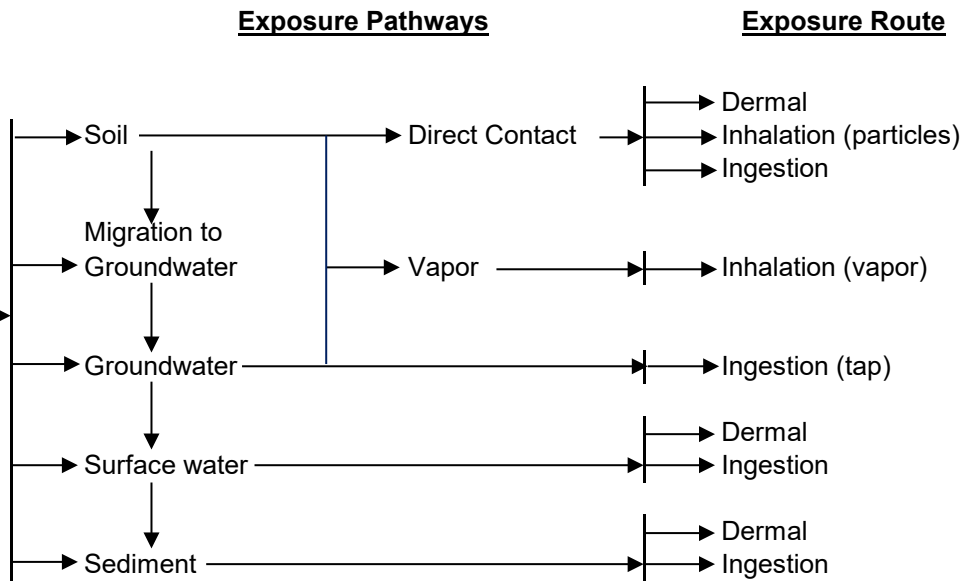 Exposure Pathways Exposure Route
Dermal
Soil Direct Contact Inhalation (particles)
Ingestion
Migration to
Groundwater Vapor Inhalation (vapor)
Groundwater Ingestion (tap)
Dermal
Surface water Ingestion
Dermal
Sediment Ingestion